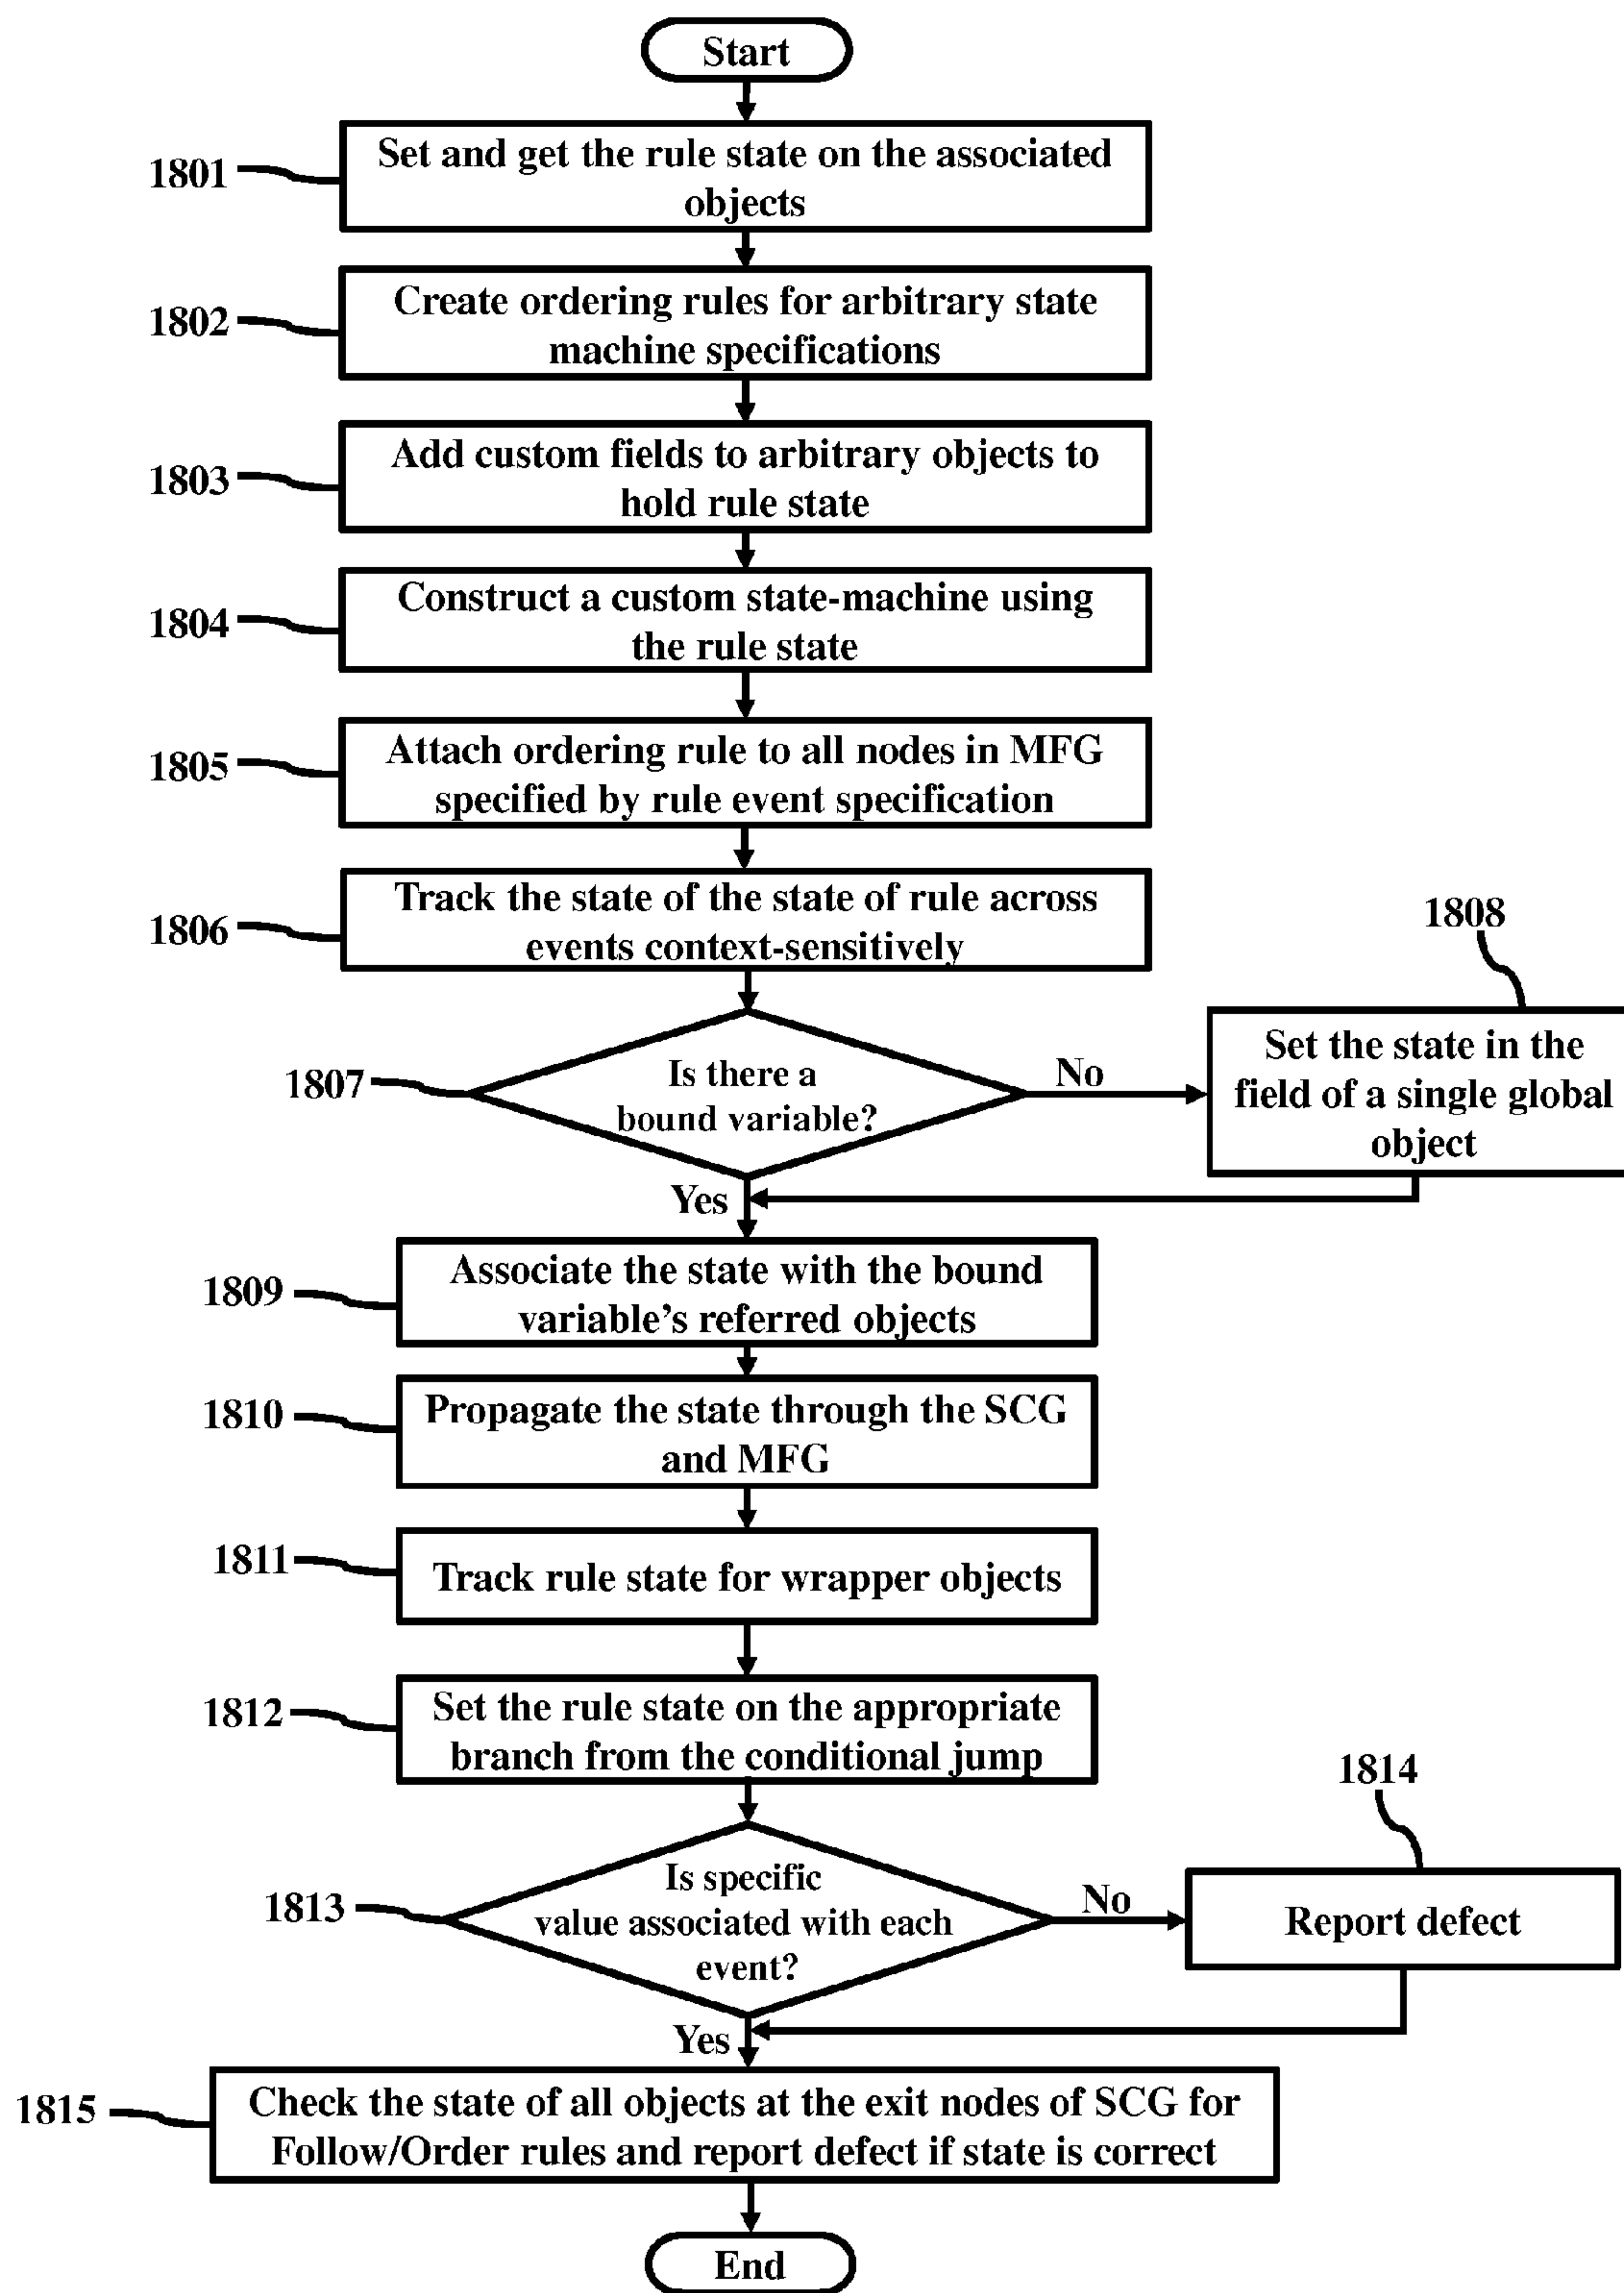 Start
1801
Set and get the rule state on the associated
objects
1802
Create ordering rules for arbitrary state
machine specifications
1803
Add custom fields to arbitrary objects to
hold rule state
1804
Construct a custom state-machine using
the rule state
1805
Attach ordering rule to all nodes in MFG
specified by rule event specification
1806
Track the state of the state of rule across
events context-sensitively
1807
Is there a
bound variable?
No
1808
Set the state in the
field of a single global
object
Yes
1809
Associate the state with the bound
variable's referred objects
1810
Propagate the state through the SCG
and MFG
1811
Track rule state for wrapper objects
1812
Set the rule state on the appropriate
branch from the conditional jump
1813
Is specific
value associated with each
event?
No
1814
Report defect
Yes
1815
Check the state of all objects at the exit nodes of SCG for
Follow/Order rules and report defect if state is correct
End